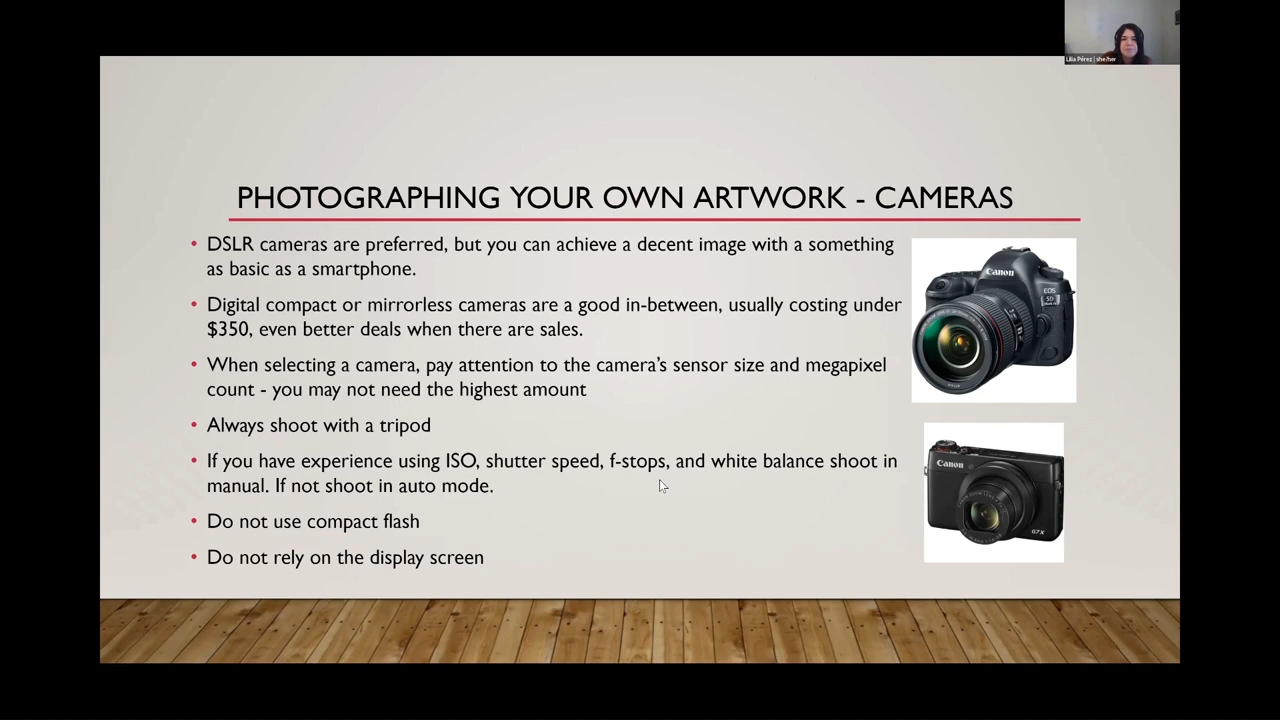 Lilia Pérez | she/her
PHOTOGRAPHING YOUR OWN ARTWORK - CAMERAS
• DSLR cameras are preferred, but you can achieve a decent image with a something
as basic as a smartphone.
• Digital compact or mirrorless cameras are a good in-between, usually costing under
$350, even better deals when there are sales.
• When selecting a camera, pay attention to the camera's sensor size and megapixel
count - you may not need the highest amount
• Always shoot with a tripod
• If you have experience using ISO, shutter speed, f-stops, and white balance shoot in
manual. If not shoot in auto mode.
• Do not use compact flash
• Do not rely on the display screen
Canon
EOS
5D
Canon
G7X